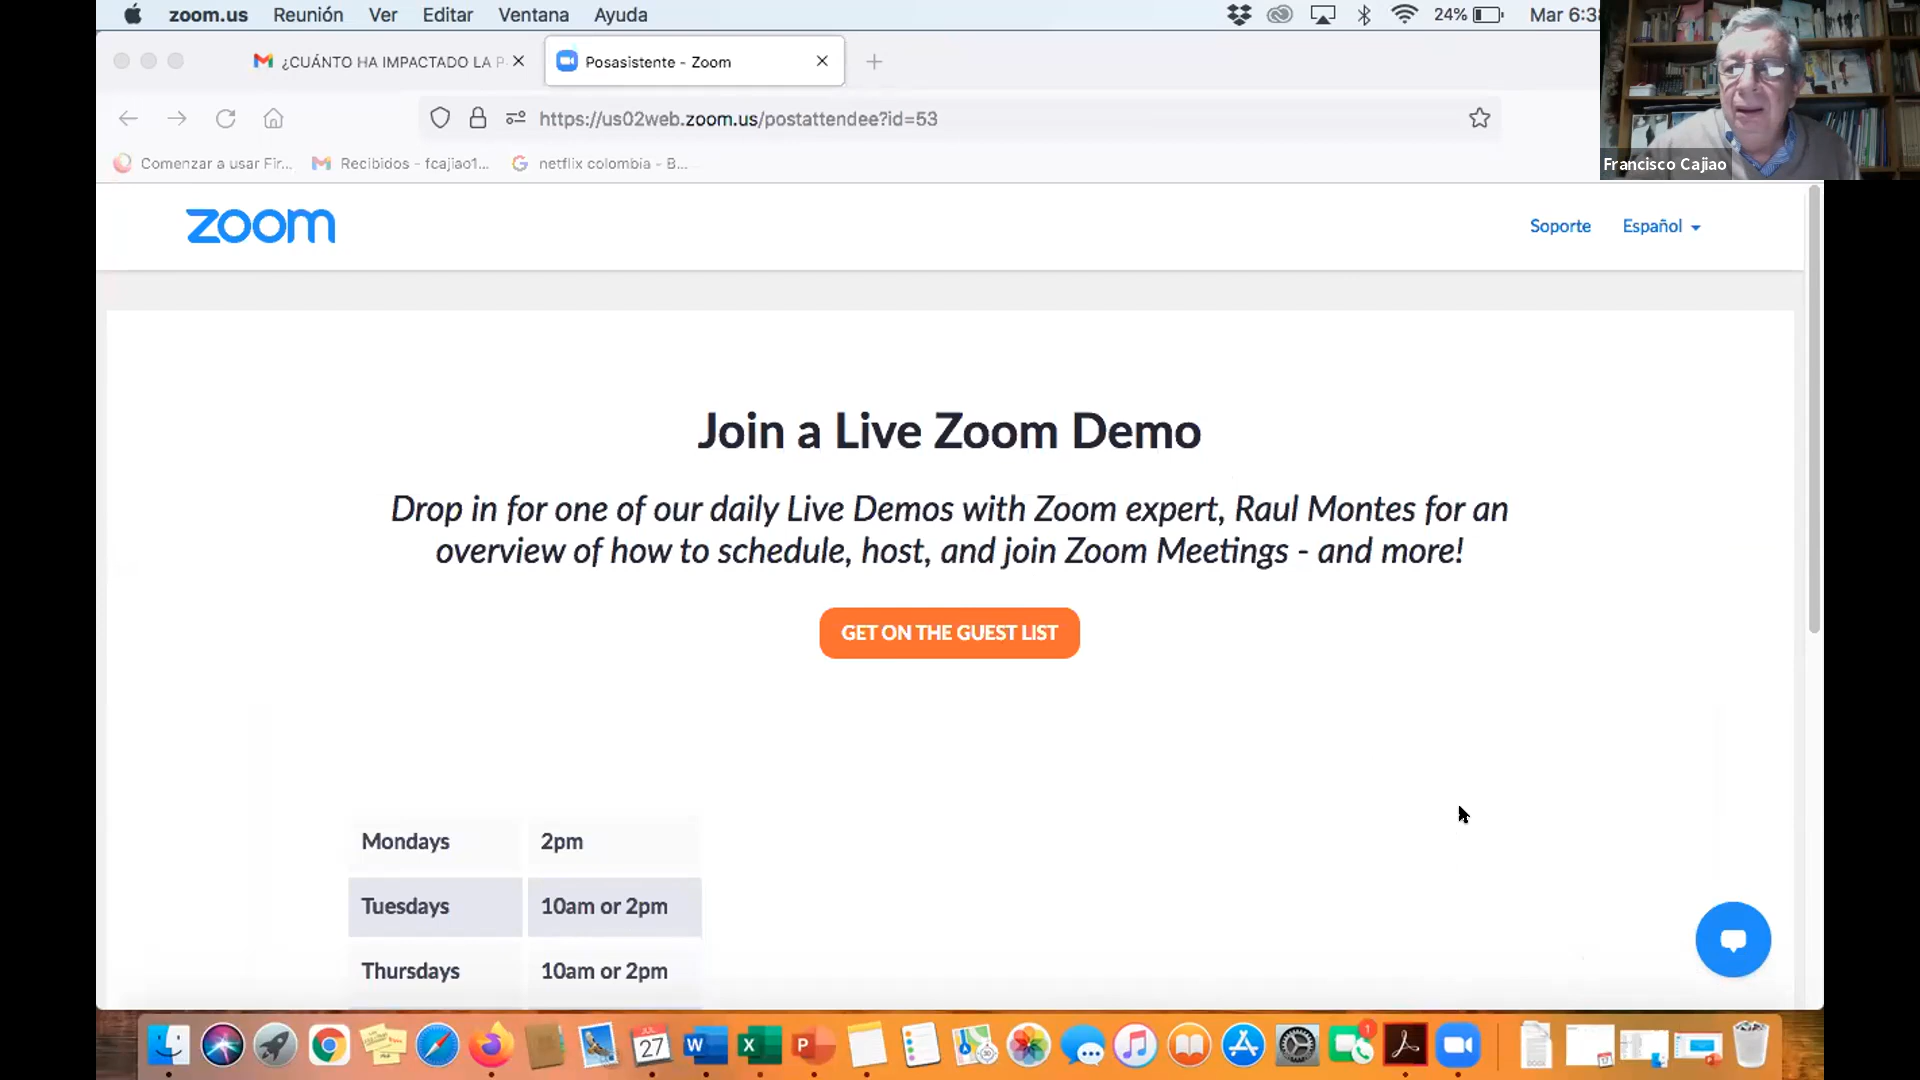 zoom.us Reunión Ver Editar Ventana Ayuda 24% Mar 6:3
¿CUÁNTO HA IMPACTADO LA P
Posasistente - Zoom
https://us02web.zoom.us/postattendee?id=53
Comenzar a usar Fir... Recibidos - fcajiao1... netflix colombia - B...
Francisco Cajiao
zoom
Soporte Español
Join a Live Zoom Demo
Drop in for one of our daily Live Demos with Zoom expert, Raul Montes for an
overview of how to schedule, host, and join Zoom Meetings - and more!
GET ON THE GUEST LIST
Mondays 2pm
Tuesdays 10am or 2pm
Thursdays 10am or 2pm
JUL
27
W
X
P
1